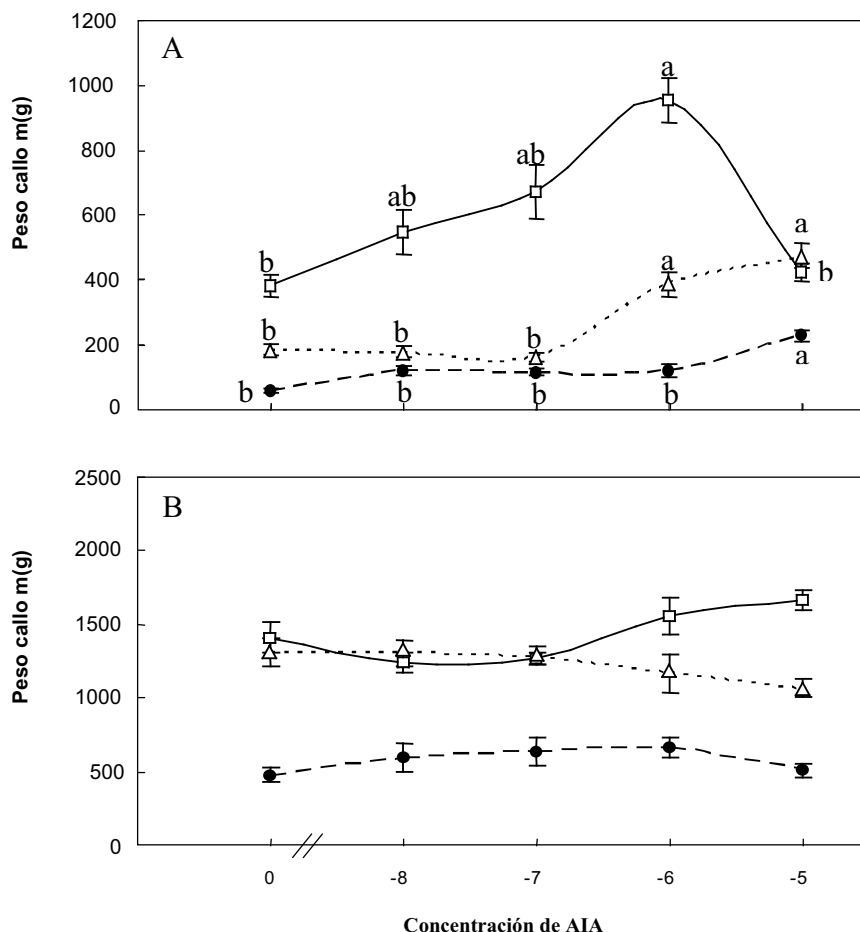 1200
A
1000
a
800
ab
ab
600
a
400
b
a
b
200
b
b
b
b
b
b
b
a
0
Peso callo m(g)
2500
B
2000
1500
1000
500
0
Peso callo m(g)
0
-8
-7
-6
-5
Concentración de AIA